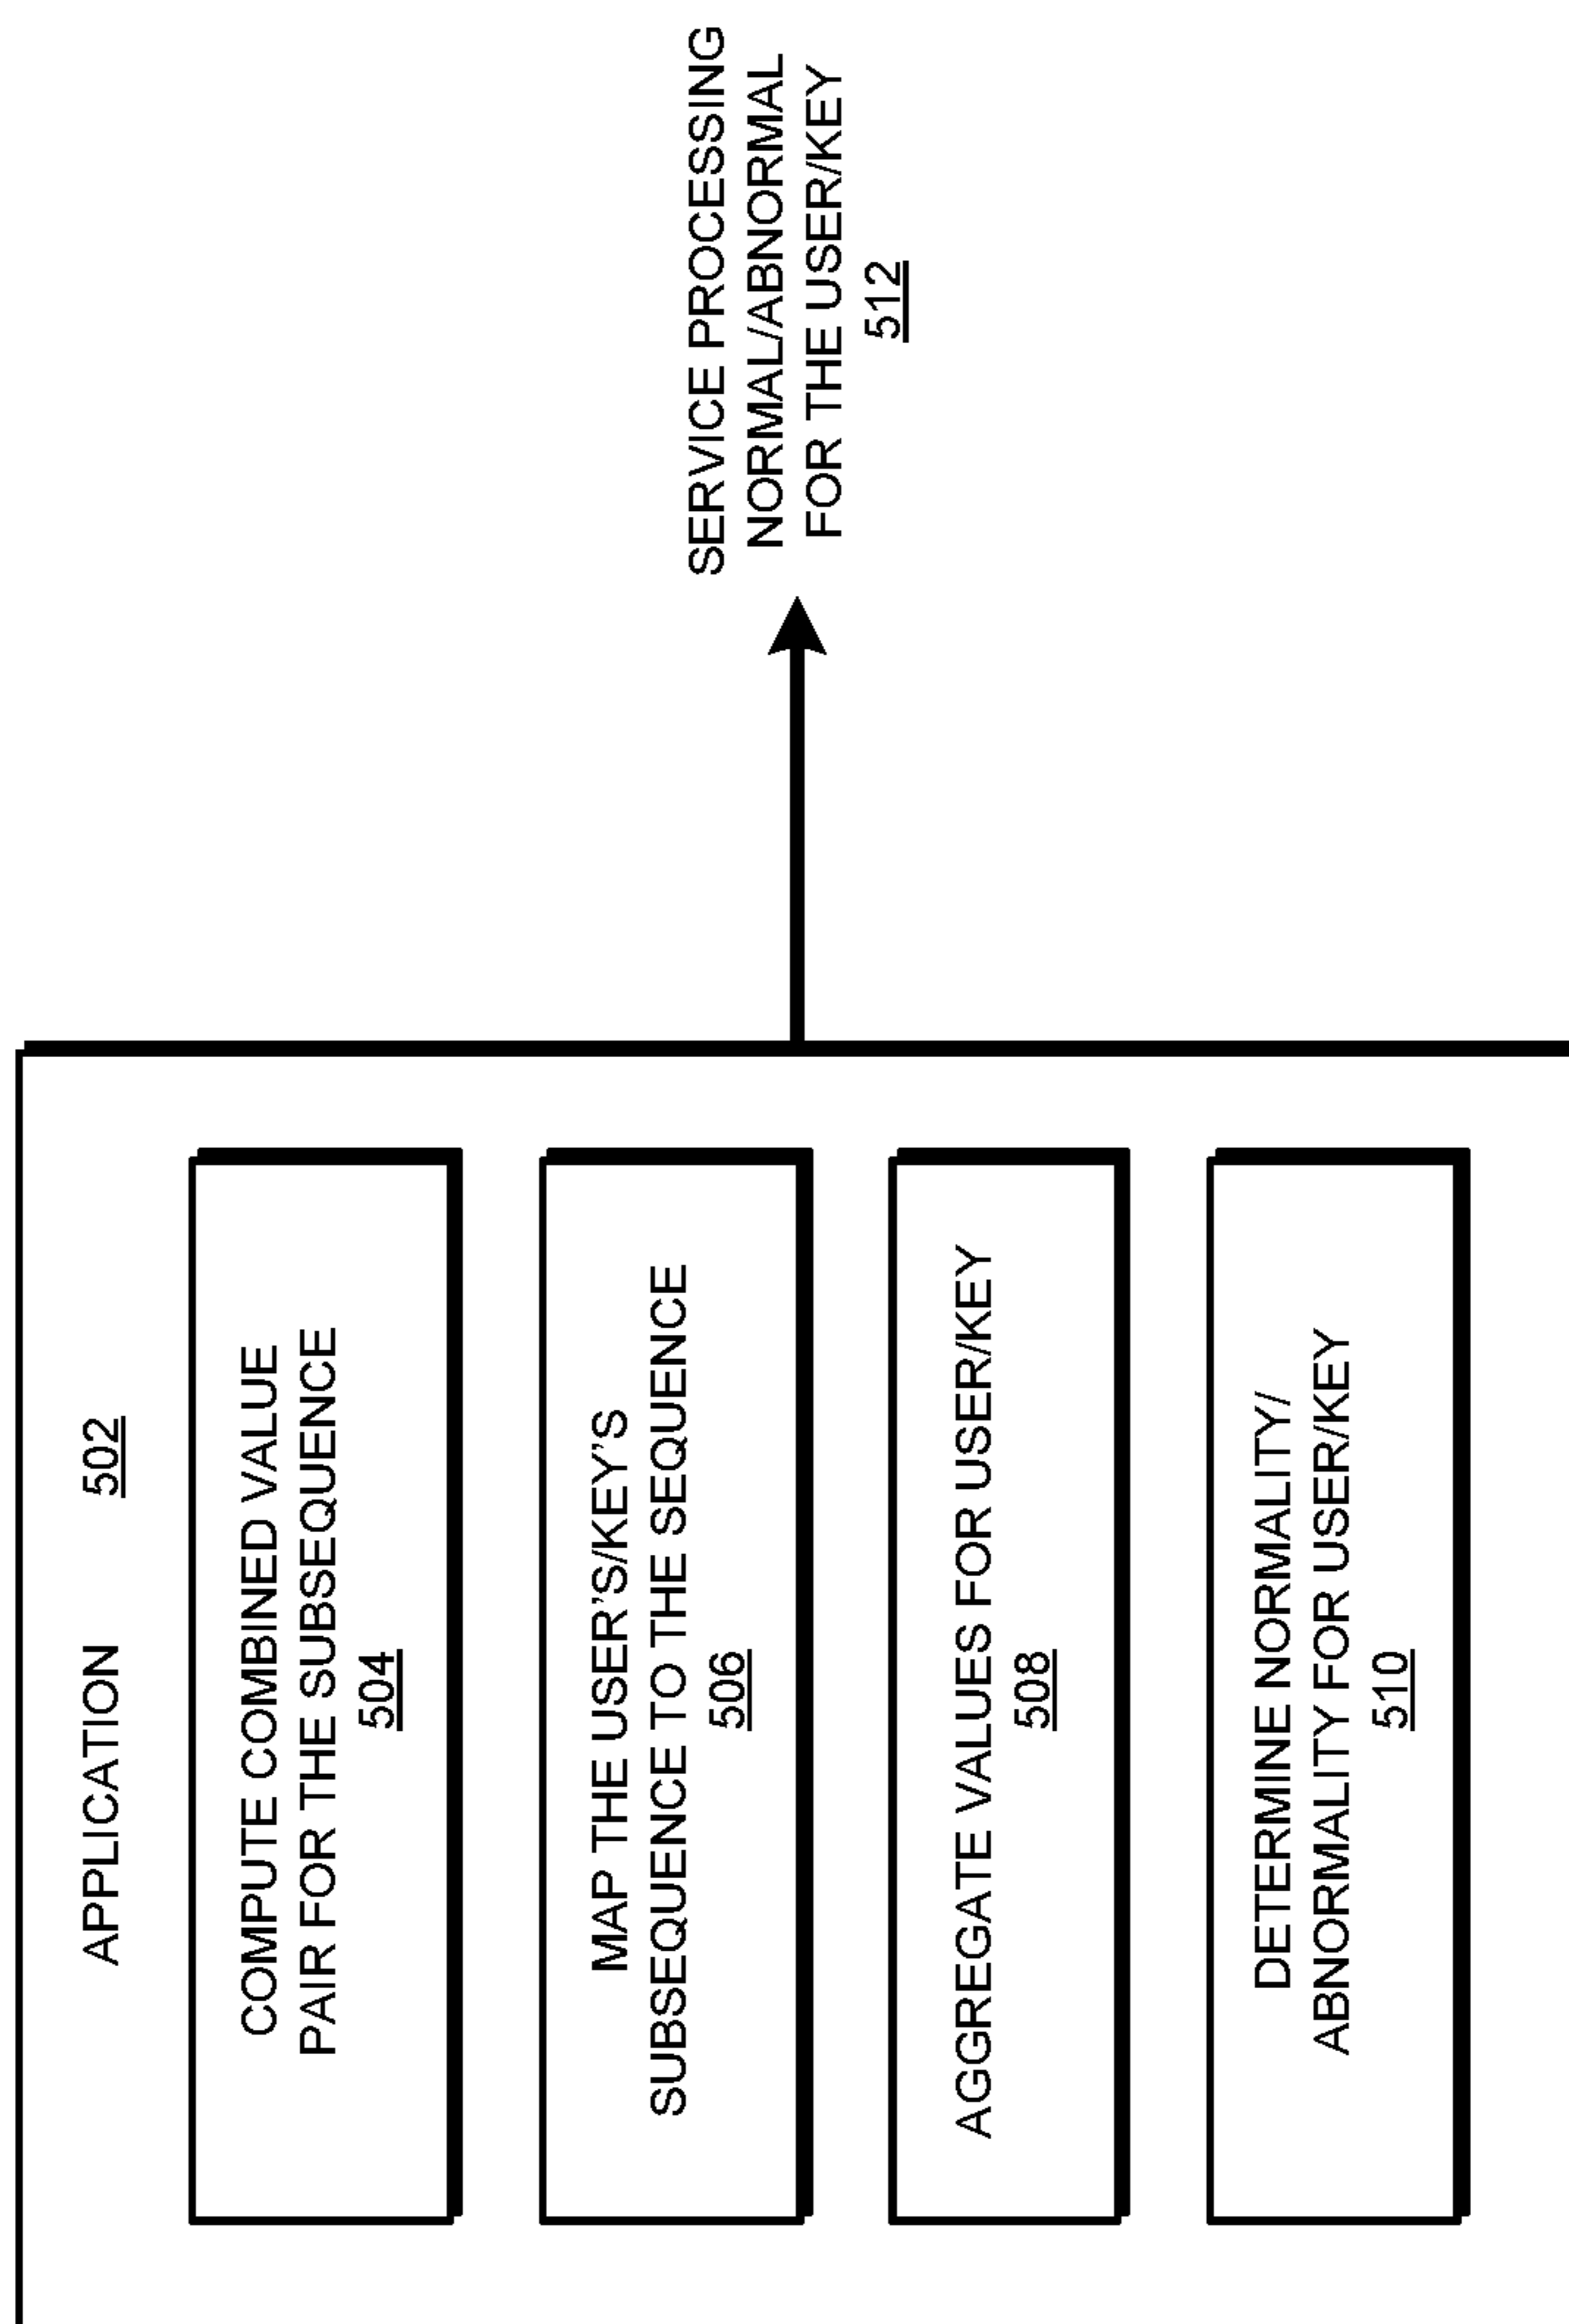 APPLICATION 502
COMPUTE COMBINED VALUE
PAIR FOR THE SUBSEQUENCE
504
MAP THE USER'S/KEY'S
SUBSEQUENCE TO THE SEQUENCE
506
AGGREGATE VALUES FOR USER/KEY
508
DETERMINE NORMALITY/
ABNORMALITY FOR USER/KEY
510
SERVICE PROCESSING
NORMAL/ABNORMAL
FOR THE USER/KEY
512